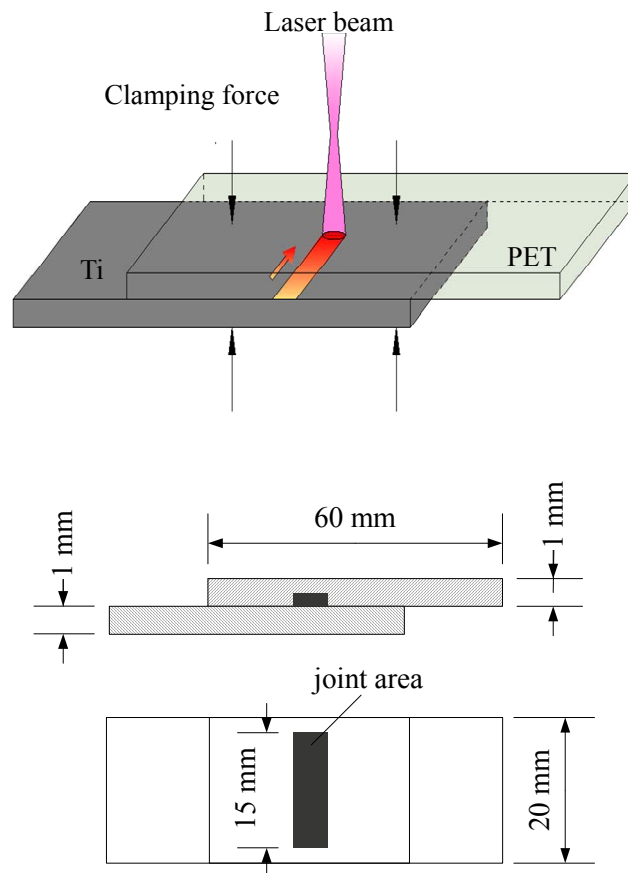 Laser beam
Clamping force
Ti
PET
60 mm
1 mm
1 mm
joint area
15 mm
20 mm